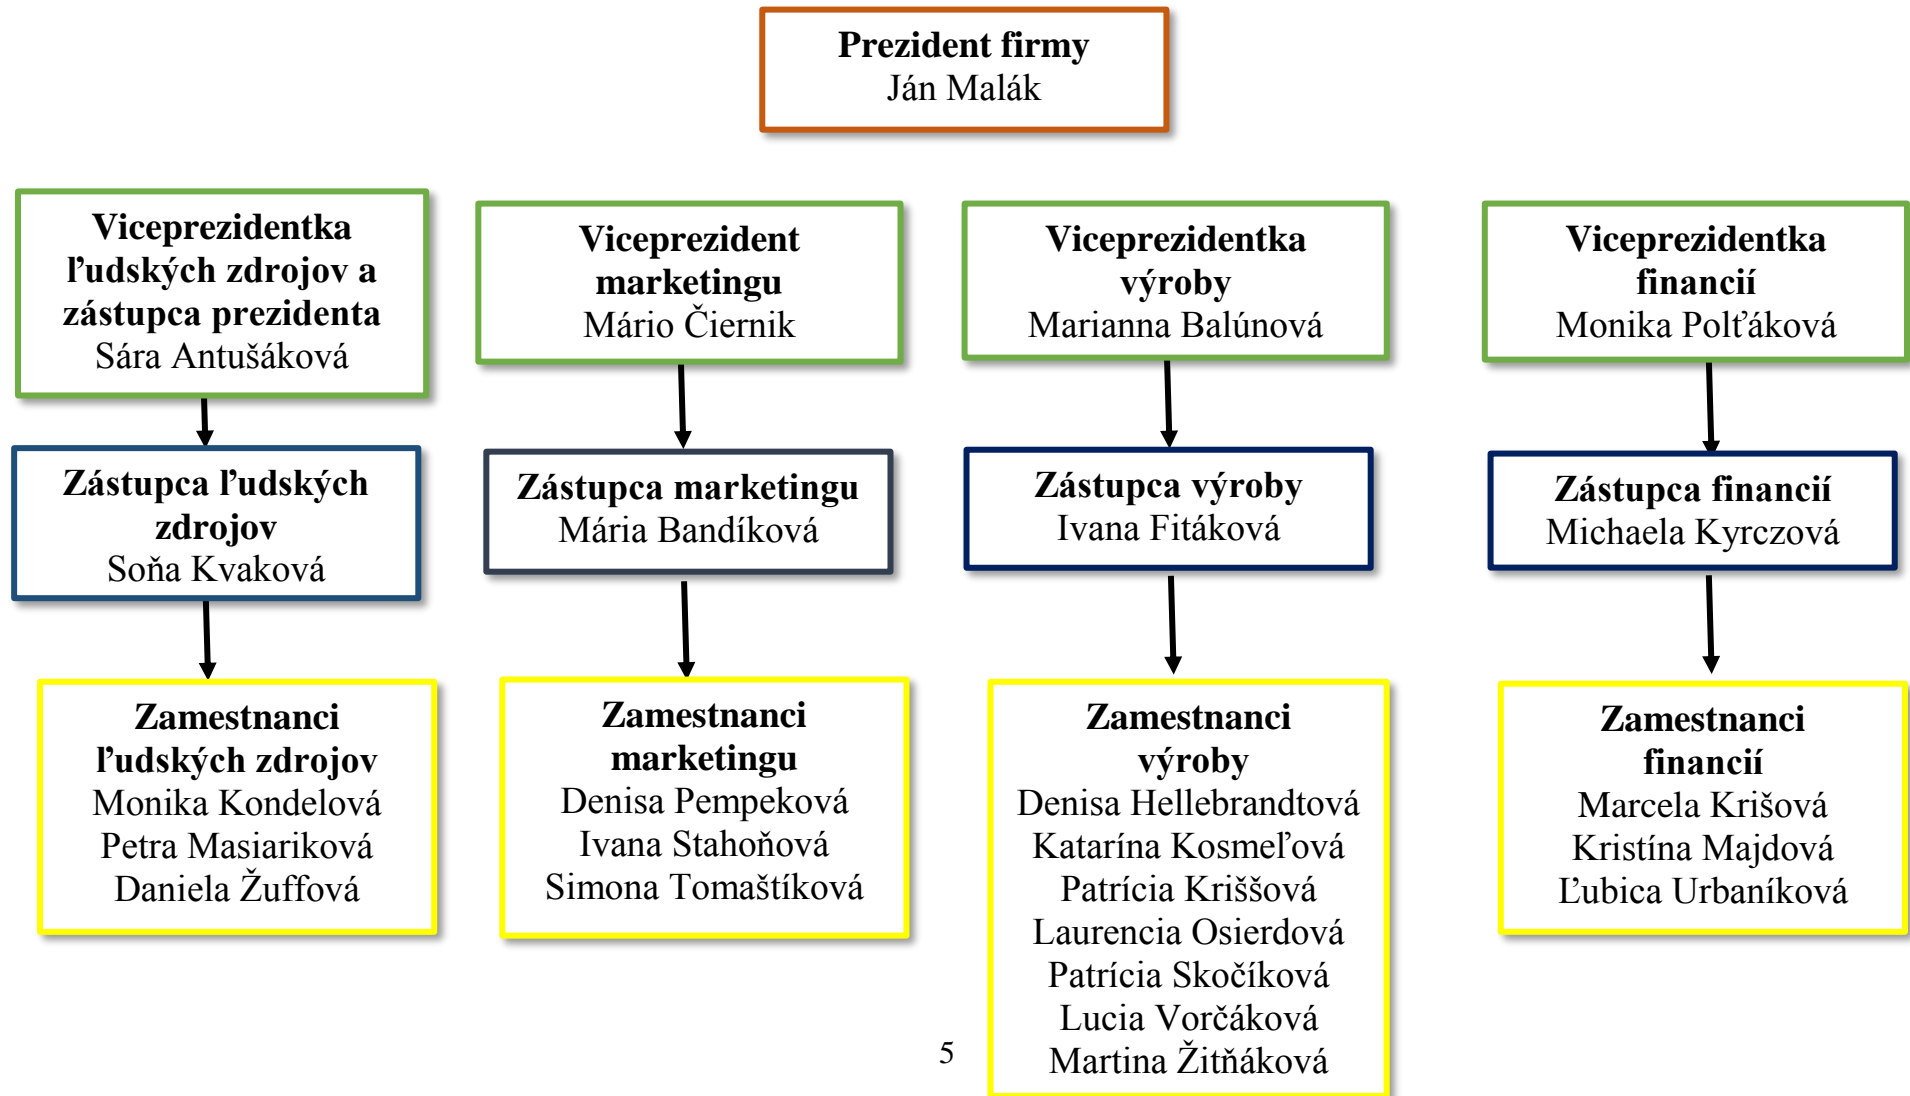 Prezident firmy
Ján Malák
Viceprezidentka
ľudských zdrojov a
zástupca prezidenta
Sára Antušáková
Viceprezident
marketingu
Mário Čiernik
Viceprezidentka
výroby
Marianna Balúnová
Viceprezidentka
financií
Monika Polťáková
Zástupca ľudských
zdrojov
Soňa Kvaková
Zástupca marketingu
Mária Bandíková
Zástupca výroby
Ivana Fitáková
Zástupca financií
Michaela Kyrczová
Zamestnanci
ľudských zdrojov
Monika Kondelová
Petra Masiariková
Daniela Žuffová
Zamestnanci
marketingu
Denisa Pempeková
Ivana Stahoňová
Simona Tomaštíková
Zamestnanci
výroby
Denisa Hellebrandtová
Katarína Kosmeľová
Patrícia Kriššová
Laurencia Osierdová
Patrícia Skočíková
Lucia Vorčáková
Martina Žitňáková
Zamestnanci
financií
Marcela Krišová
Kristína Majdová
Ľubica Urbaníková
5